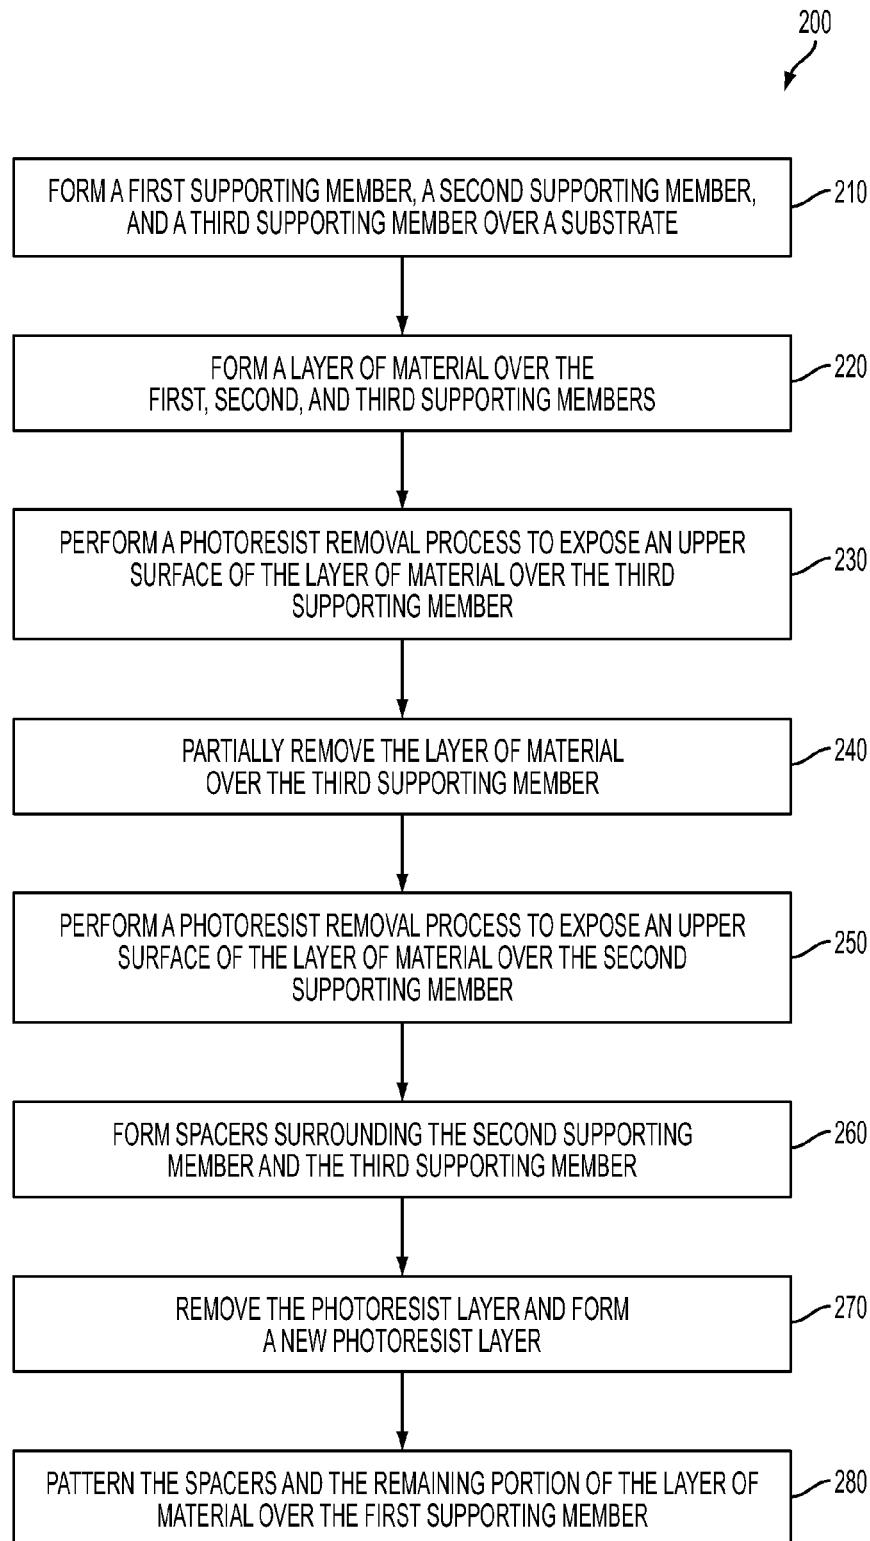 200
FORM A FIRST SUPPORTING MEMBER, A SECOND SUPPORTING MEMBER,
AND A THIRD SUPPORTING MEMBER OVER A SUBSTRATE
210
FORM A LAYER OF MATERIAL OVER THE
FIRST, SECOND, AND THIRD SUPPORTING MEMBERS
220
PERFORM A PHOTORESIST REMOVAL PROCESS TO EXPOSE AN UPPER
SURFACE OF THE LAYER OF MATERIAL OVER THE THIRD
SUPPORTING MEMBER
230
PARTIALLY REMOVE THE LAYER OF MATERIAL
OVER THE THIRD SUPPORTING MEMBER
240
PERFORM A PHOTORESIST REMOVAL PROCESS TO EXPOSE AN UPPER
SURFACE OF THE LAYER OF MATERIAL OVER THE SECOND
SUPPORTING MEMBER
250
FORM SPACERS SURROUNDING THE SECOND SUPPORTING
MEMBER AND THE THIRD SUPPORTING MEMBER
260
REMOVE THE PHOTORESIST LAYER AND FORM
A NEW PHOTORESIST LAYER
270
PATTERN THE SPACERS AND THE REMAINING PORTION OF THE LAYER OF
MATERIAL OVER THE FIRST SUPPORTING MEMBER
280